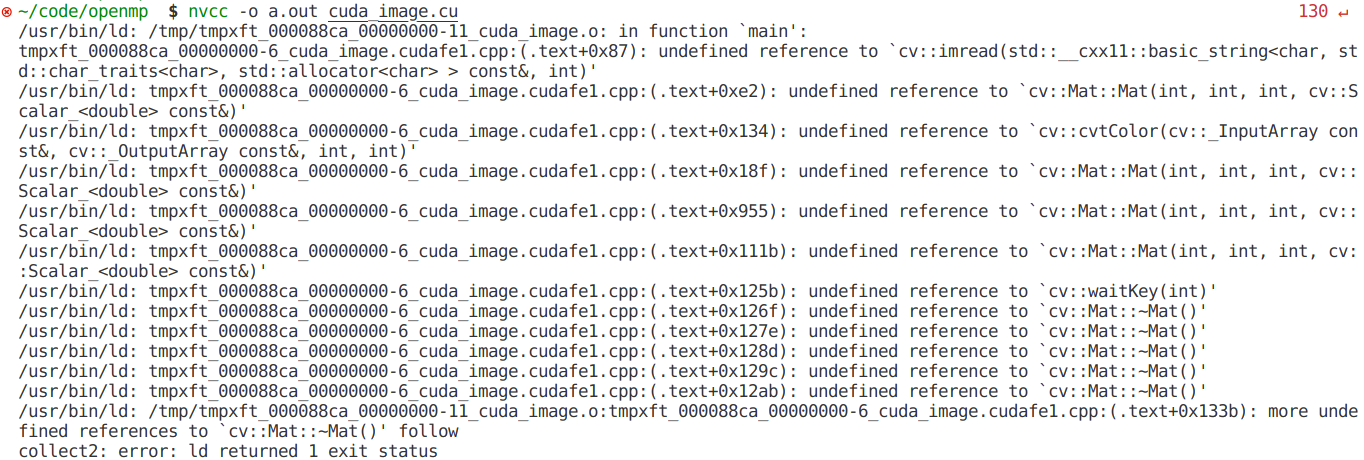 ⊗ ~/code/openmp $ nvcc -o a.out cuda_image.cu 130 ↵
/usr/bin/ld: /tmp/tmpxft_000088ca_00000000-11_cuda_image.o: in function `main':
tmpxft_000088ca_00000000-6_cuda_image.cudafe1.cpp:(.text+0x87): undefined reference to `cv::imread(std::__cxx11::basic_string<char, st
d::char_traits<char>, std::allocator<char> > const&, int)'
/usr/bin/ld: tmpxft_000088ca_00000000-6_cuda_image.cudafe1.cpp:(.text+0xe2): undefined reference to `cv::Mat::Mat(int, int, int, cv::S
calar_<double> const&)'
/usr/bin/ld: tmpxft_000088ca_00000000-6_cuda_image.cudafe1.cpp:(.text+0x134): undefined reference to `cv::cvtColor(cv::_InputArray con
st&, cv::_OutputArray const&, int, int)'
/usr/bin/ld: tmpxft_000088ca_00000000-6_cuda_image.cudafe1.cpp:(.text+0x18f): undefined reference to `cv::Mat::Mat(int, int, int, cv::
Scalar_<double> const&)'
/usr/bin/ld: tmpxft_000088ca_00000000-6_cuda_image.cudafe1.cpp:(.text+0x955): undefined reference to `cv::Mat::Mat(int, int, int, cv::
Scalar_<double> const&)'
/usr/bin/ld: tmpxft_000088ca_00000000-6_cuda_image.cudafe1.cpp:(.text+0x111b): undefined reference to `cv::Mat::Mat(int, int, int, cv:
:Scalar_<double> const&)'
/usr/bin/ld: tmpxft_000088ca_00000000-6_cuda_image.cudafe1.cpp:(.text+0x125b): undefined reference to `cv::waitKey(int)'
/usr/bin/ld: tmpxft_000088ca_00000000-6_cuda_image.cudafe1.cpp:(.text+0x126f): undefined reference to `cv::Mat::~Mat()'
/usr/bin/ld: tmpxft_000088ca_00000000-6_cuda_image.cudafe1.cpp:(.text+0x127e): undefined reference to `cv::Mat::~Mat()'
/usr/bin/ld: tmpxft_000088ca_00000000-6_cuda_image.cudafe1.cpp:(.text+0x128d): undefined reference to `cv::Mat::~Mat()'
/usr/bin/ld: tmpxft_000088ca_00000000-6_cuda_image.cudafe1.cpp:(.text+0x129c): undefined reference to `cv::Mat::~Mat()'
/usr/bin/ld: tmpxft_000088ca_00000000-6_cuda_image.cudafe1.cpp:(.text+0x12ab): undefined reference to `cv::Mat::~Mat()'
/usr/bin/ld: /tmp/tmpxft_000088ca_00000000-11_cuda_image.o:tmpxft_000088ca_00000000-6_cuda_image.cudafe1.cpp:(.text+0x133b): more unde
fined references to `cv::Mat::~Mat()' follow
collect2: error: ld returned 1 exit status